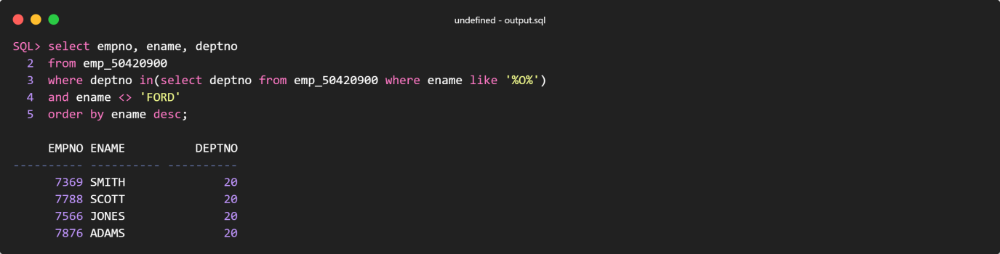 undefined - output.sql
SQL> select empno, ename, deptno
  2  from emp_50420900
  3  where deptno in(select deptno from emp_50420900 where ename like '%O%')
  4  and ename <> 'FORD'
  5  order by ename desc;
     EMPNO ENAME          DEPTNO
---------- ---------- ----------
      7369 SMITH              20
      7788 SCOTT              20
      7566 JONES              20
      7876 ADAMS              20